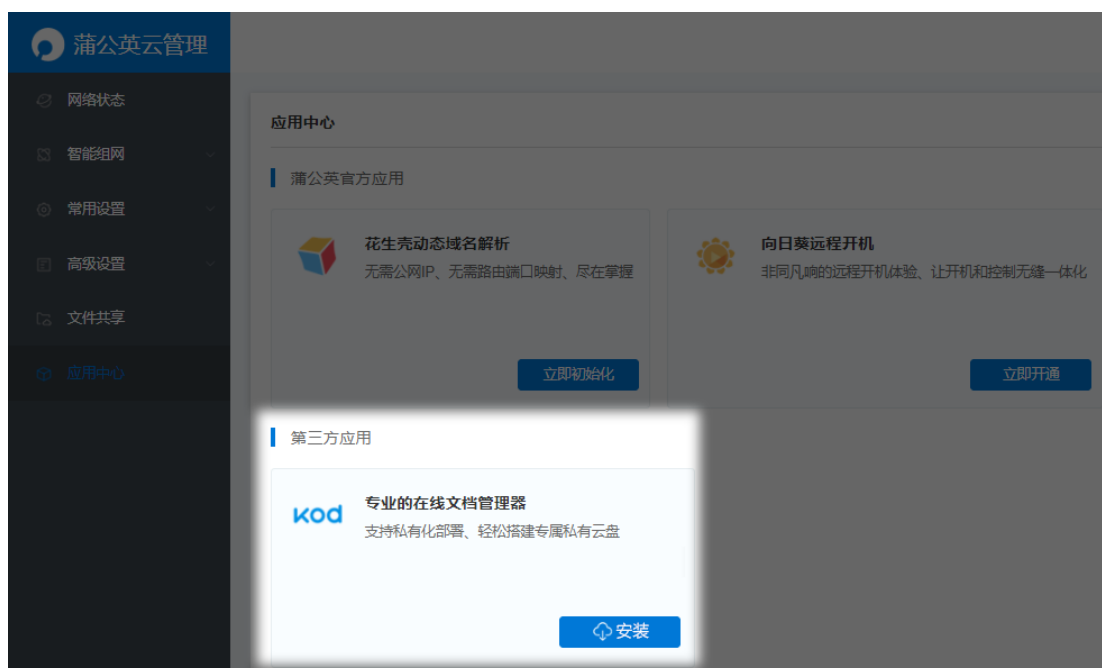 蒲公英云管理
网络状态
智能组网
常用设置
高级设置
文件共享
应用中心
应用中心
蒲公英官方应用
花生壳动态域名解析
无需公网IP、无需路由端口映射、尽在掌握
立即初始化
向日葵远程开机
非同凡响的远程开机体验、让开机和控制无缝一体化
立即开通
第三方应用
kod
专业的在线文档管理器
支持私有化部署、轻松搭建专属私有云盘
安装